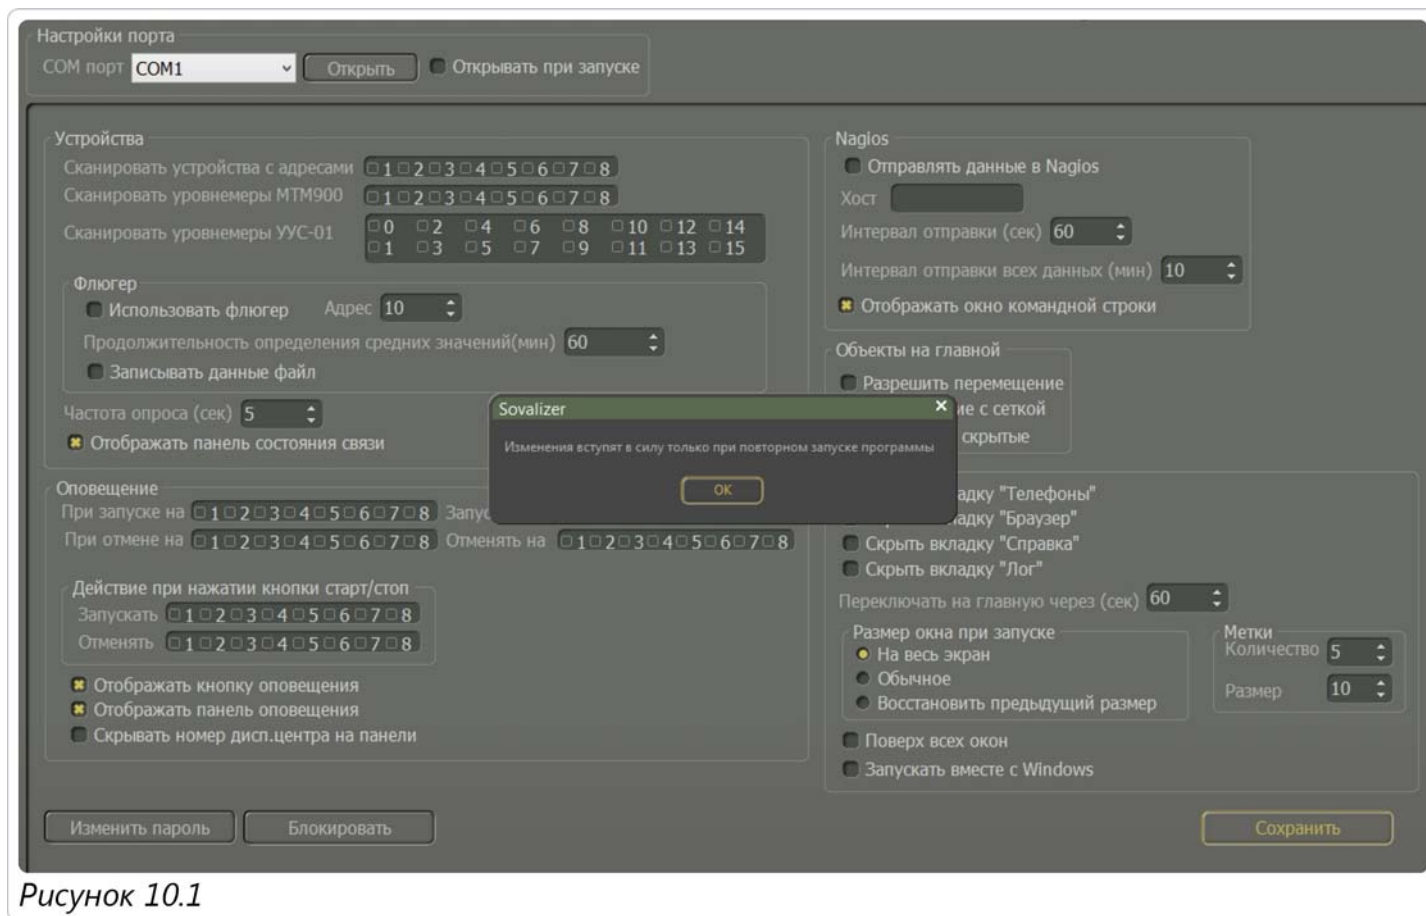 Настройки порта
COM порт COM1 Открыть Открывать при запуске
Устройства
Сканировать устройства с адресами 1 2 3 4 5 6 7 8
Сканировать уровнемеры МТМ900 1 2 3 4 5 6 7 8
Сканировать уровнемеры УУС-01
0 2 4 6 8 10 12 14
1 3 5 7 9 11 13 15
Флюгер
Использовать флюгер Адрес 10
Продолжительность определения средних значений(мин) 60
Записывать данные файл
Частота опроса (сек) 5
Отображать панель состояния связи
Nagios
Отправлять данные в Nagios
Хост
Интервал отправки (сек) 60
Интервал отправки всех данных (мин) 10
Отображать окно командной строки
Объекты на главной
Разрешить перемещение
с сеткой
скрытые
Sovalizer
Изменения вступят в силу только при повторном запуске программы
ОК
Оповещение
При запуске на 1 2 3 4 5 6 7 8
При отмене на 1 2 3 4 5 6 7 8 Отменять на 1 2 3 4 5 6 7 8
Действие при нажатии кнопки старт/стоп
Запускать 1 2 3 4 5 6 7 8
Отменять 1 2 3 4 5 6 7 8
Отображать кнопку оповещения
Отображать панель оповещения
Скрывать номер дисп.центра на панели
"Телефоны"
"Браузер"
Скрыть вкладку "Справка"
Скрыть вкладку "Лог"
Переключать на главную через (сек) 60
Размер окна при запуске
На весь экран
Обычное
Восстановить предыдущий размер
Метки
Количество 5
Размер 10
Поверх всех окон
Запускать вместе с Windows
Изменить пароль Блокировать Сохранить
Рисунок 10.1